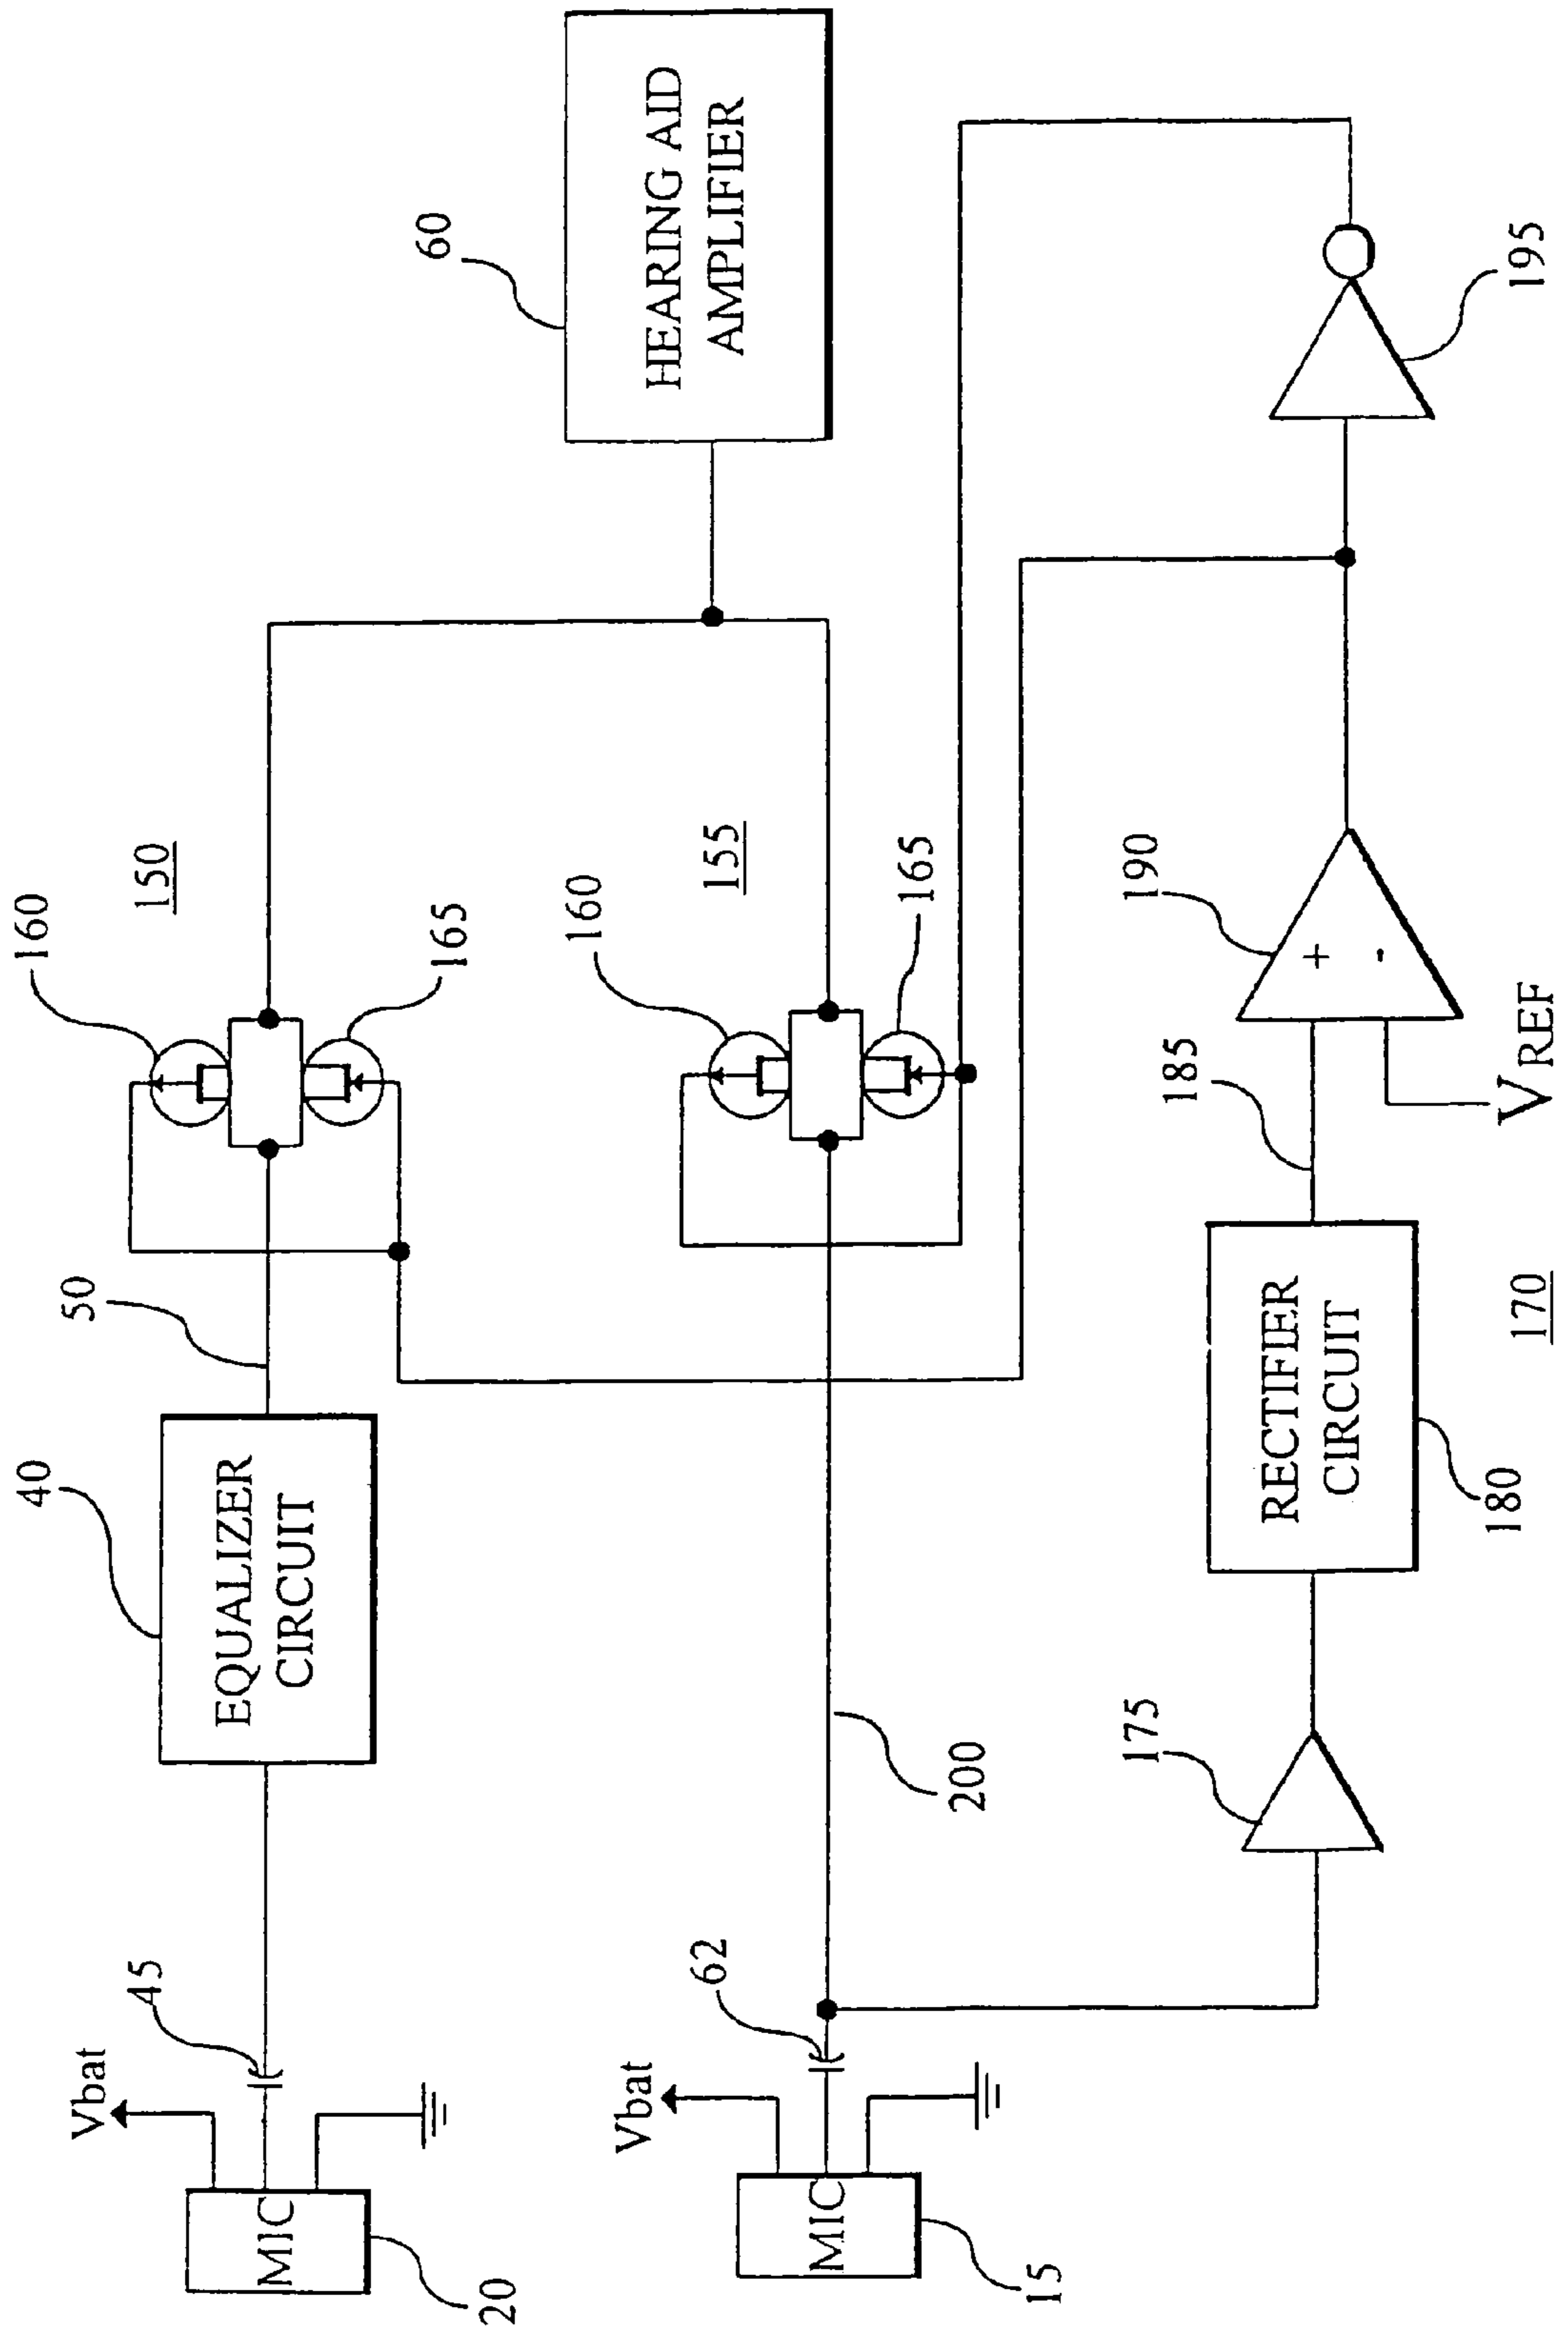 160
150
60
40
50
165
Vbat
45
EQUALIZER
CIRCUIT
HEARING AID
AMPLIFIER
MIC
20
160
155
165
Vbat
62
MIC
200
15
175
185
190
195
RECTIFIER
CIRCUIT
+
-
VREF
180
170